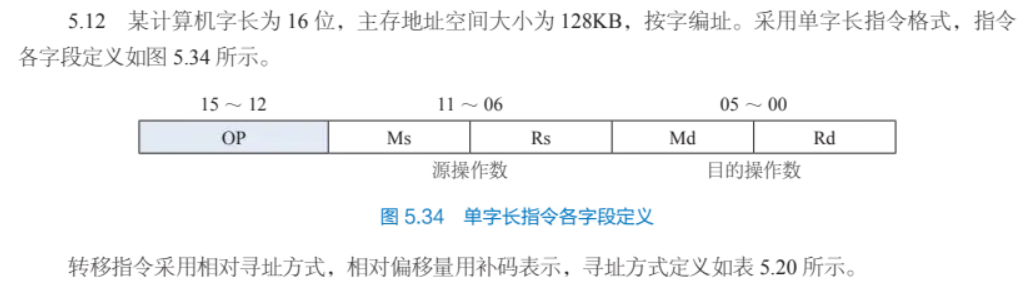 5.12 某计算机字长为 16 位，主存地址空间大小为 128KB，按字编址。采用单字长指令格式，指令
各字段定义如图 5.34 所示。
15～12 11～06 05～00
OP Ms Rs Md Rd
源操作数 目的操作数
图 5.34 单字长指令各字段定义
转移指令采用相对寻址方式，相对偏移量用补码表示，寻址方式定义如表 5.20 所示。